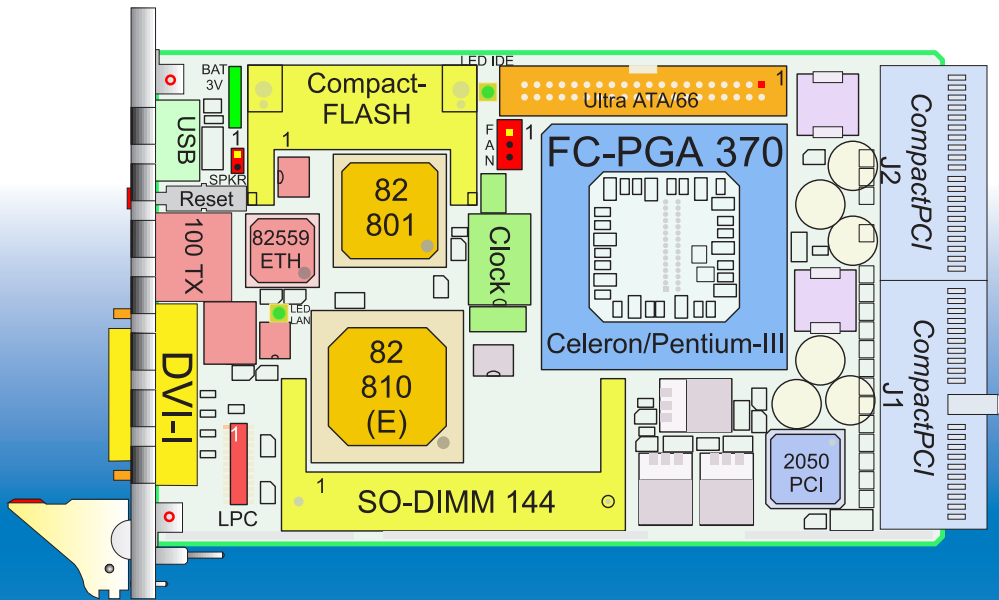 LED IDE
BAT
3V
Compact-
FLASH
1
Ultra ATA/66
1
USB
1
SPKR
Reset
1
F
A
N
FC-PGA 370
Celeron/Pentium-III
J2
CompactPCI
82
801
82559
ETH
100 TX
Clock
LED
LAN
DVI-I
82
810
(E)
J1
CompactPCI
1
LPC
1
SO-DIMM 144
2050
PCI